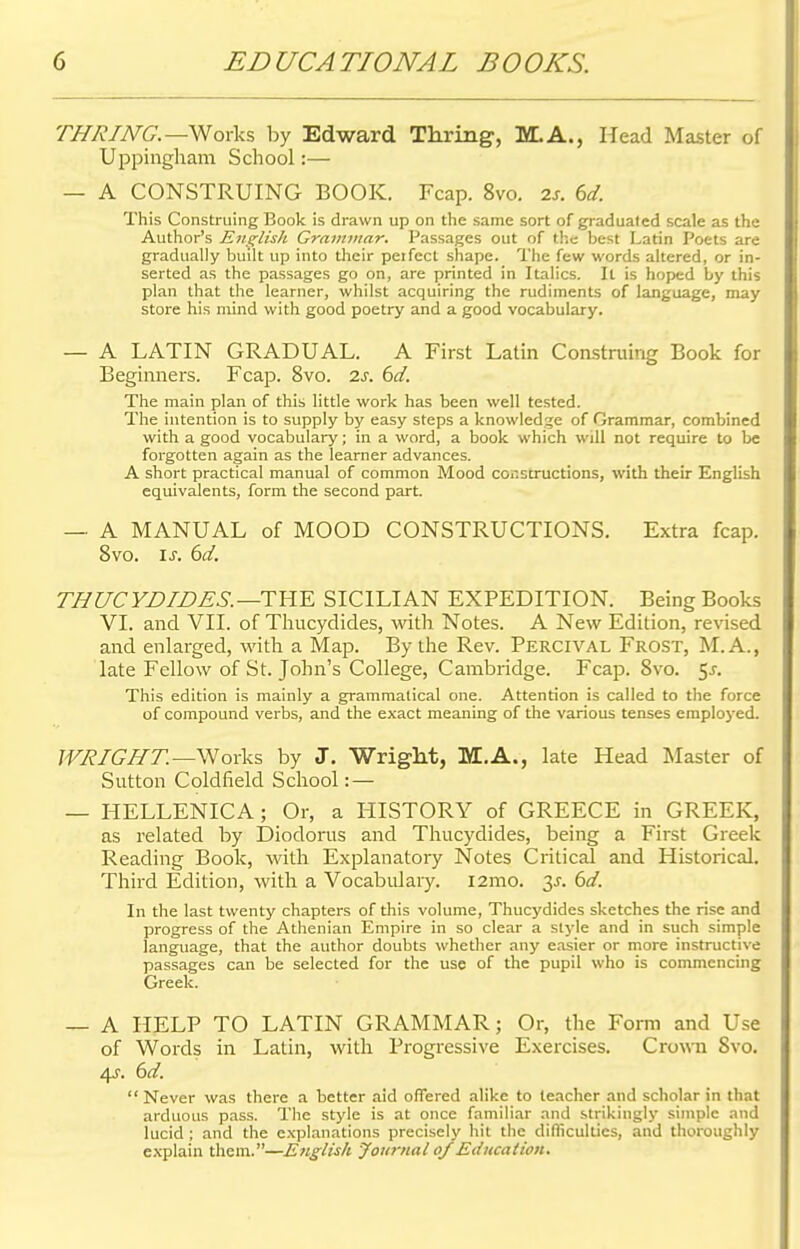 6 EDUCATIONAL BOOKS.
THRING.—Works by Edward Thring, M.A., Head Master of
Uppingham School:—
— A CONSTRUING BOOK. Fcap. 8vo. 2s. 6d.
This Construing Book is drawn up on the same sort of graduated scale as the
Author's English Grammar. Passages out of the best Latin Poets are
gradually built up into their perfect shape. The few words altered, or in-
serted as the passages go on, are printed in Italics. It is hoped by this
plan that the learner, whilst acquiring the rudiments of language, may
store his mind with good poetry and a good vocabulary.
— A LATIN GRADUAL. A First Latin Construing Book for
Beginners. Fcap. 8vo. 2s. 6d.
The main plan of this little work has been well tested.
The intention is to supply by easy steps a knowledge of Grammar, combined
with a good vocabulary; in a word, a book which will not require to be
forgotten again as the learner advances.
A short practical manual of common Mood constructions, with their English
equivalents, form the second part.
— A MANUAL of MOOD CONSTRUCTIONS. Extra fcap.
8vo. 1s. 6d.
THUCYDIDES.—THE SICILIAN EXPEDITION. Being Books
VI. and VII. of Thucydides, with Notes. A New Edition, revised
and enlarged, with a Map. By the Rev. PERCIVAL FROST, M.A.,
late Fellow of St. John's College, Cambridge. Fcap. 8vo. 5s.
This edition is mainly a grammatical one. Attention is called to the force
of compound verbs, and the exact meaning of the various tenses employed.
WRIGHT.—Works by J. Wright, M.A., late Head Master of
Sutton Coldfield School:—
— HELLENICA; Or, a HISTORY of GREECE in GREEK,
as related by Diodorus and Thucydides, being a First Greek
Reading Book, with Explanatory Notes Critical and Historical.
Third Edition, with a Vocabulary. 12mo. 3s. 6d.
In the last twenty chapters of this volume, Thucydides sketches the rise and
progress of the Athenian Empire in so clear a style and in such simple
language, that the author doubts whether any easier or more instructive
passages can be selected for the use of the pupil who is commencing
Greek.
— A HELP TO LATIN GRAMMAR; Or, the Form and Use
of Words in Latin, with Progressive Exercises. Crown 8vo.
4s. 6d.
"Never was there a better aid offered alike to teacher and scholar in that
arduous pass. The style is at once familiar and strikingly simple and
lucid; and the explanations precisely hit the difficulties, and thoroughly
explain them."—English Journal of Education.